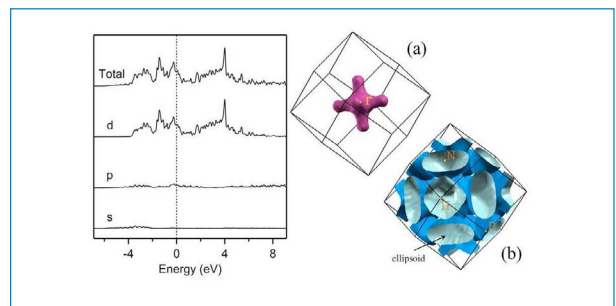 Total
d
p
s
-4 0 4 8
Energy (eV)
(a)
Γ
N
H
ellipsoid
(b)